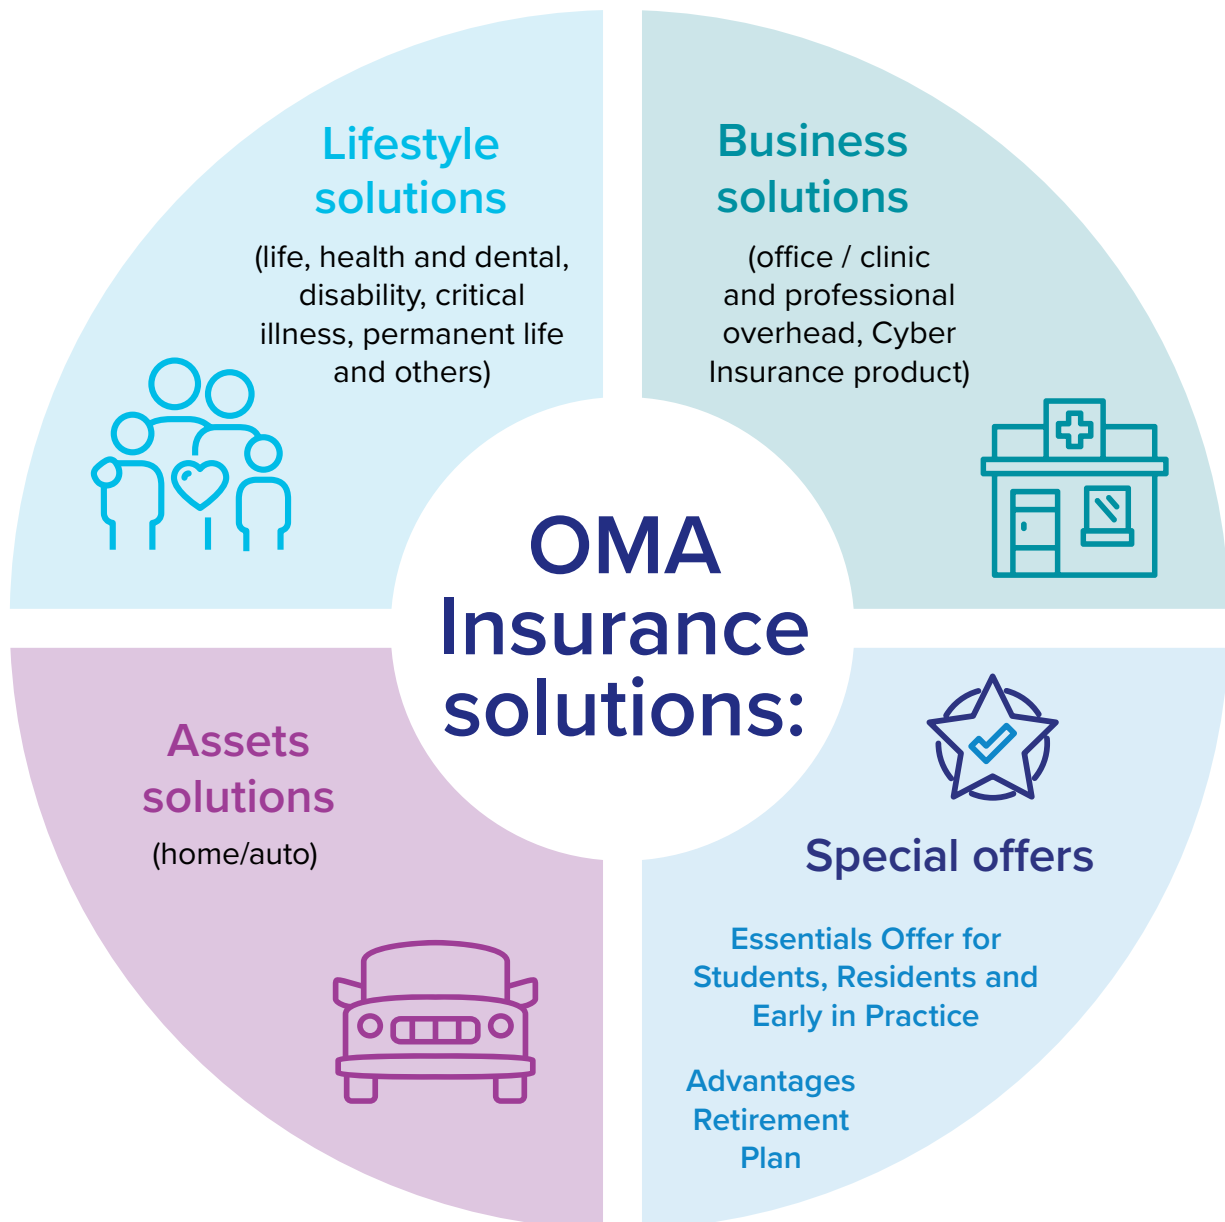 Lifestyle
solutions
(life, health and dental,
disability, critical
illness, permanent life
and others)
Business
solutions
(office / clinic
and professional
overhead, Cyber
Insurance product)
OMA
Insurance
solutions:
Assets
solutions
(home/auto)
Special offers
Essentials Offer for
Students, Residents and
Early in Practice
Advantages
Retirement
Plan